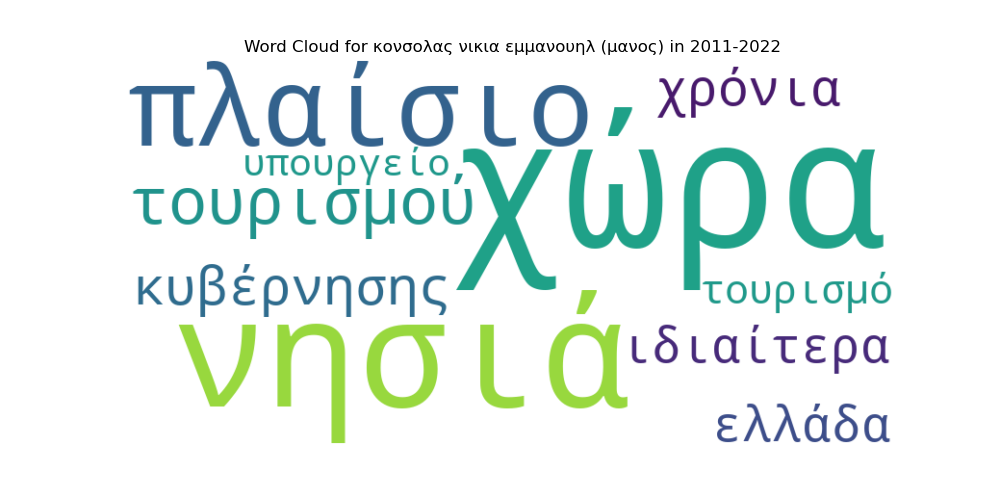 Word Cloud for κονσολας νικια εμμανουηλ (μανος) in 2011-2022
πλαίσιο
χρόνια
υπουργείο
χώρα
τουρισμού
κυβέρνησης
τουρισμό
νησιά
ιδιαίτερα
ελλάδα